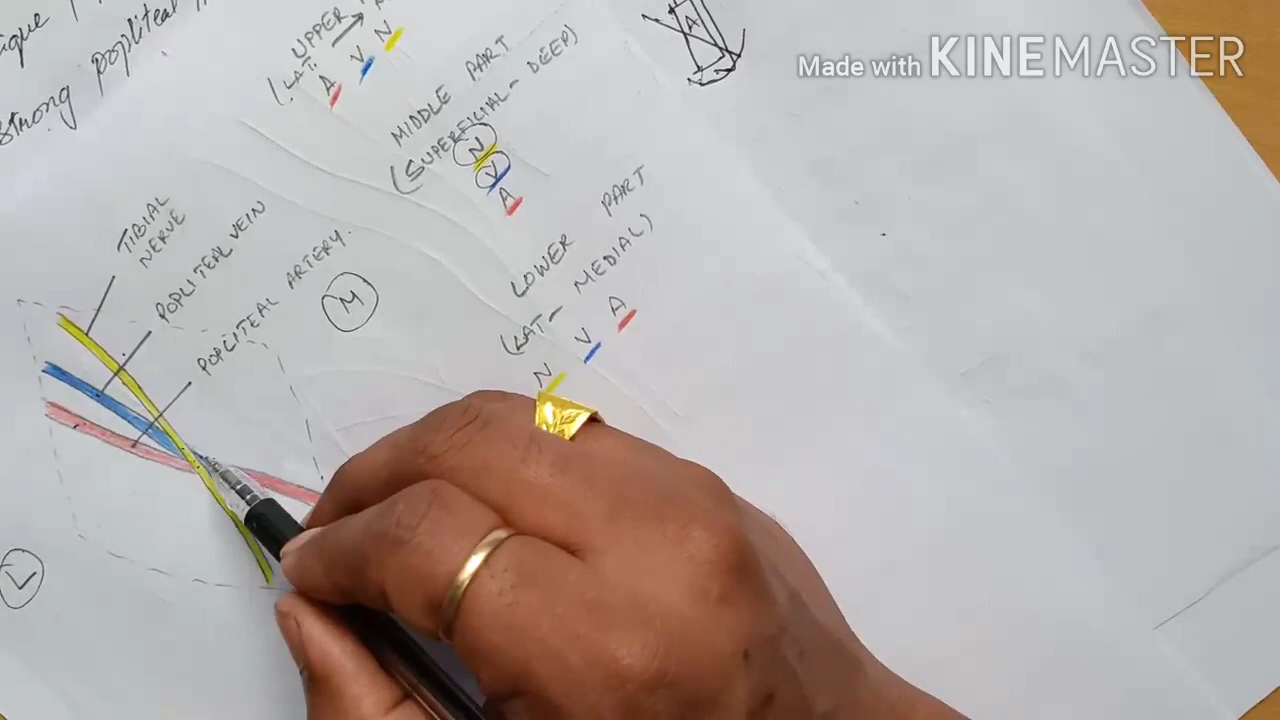 Made with KINEMASTER
strong popliteal
UPPER
(LAT.
A V N
A
MIDDLE PART
(SUPERFICIAL - DEEP)
N
V
A
LOWER PART
(LAT - MEDIAL)
N V A
TIBIAL
NERVE
POPLITEAL VEIN
POPLITEAL ARTERY.
M
L